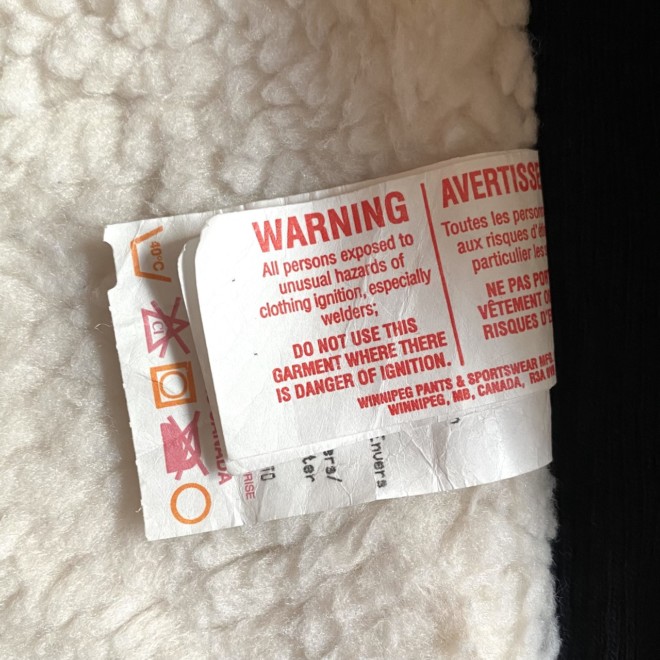 WARNING
All persons exposed to
unusual hazards of
clothing ignition, especially
welders;
DO NOT USE THIS
GARMENT WHERE THERE
IS DANGER OF IGNITION.
AVERTISSE
Toutes les person
aux risques d'
particulier les
NE PAS POR
VÊTEMENT O
RISQUES D'
WINNIPEG PANTS & SPORTSWEAR MFG.
WINNIPEG, MB, CANADA,
40°C
Cl